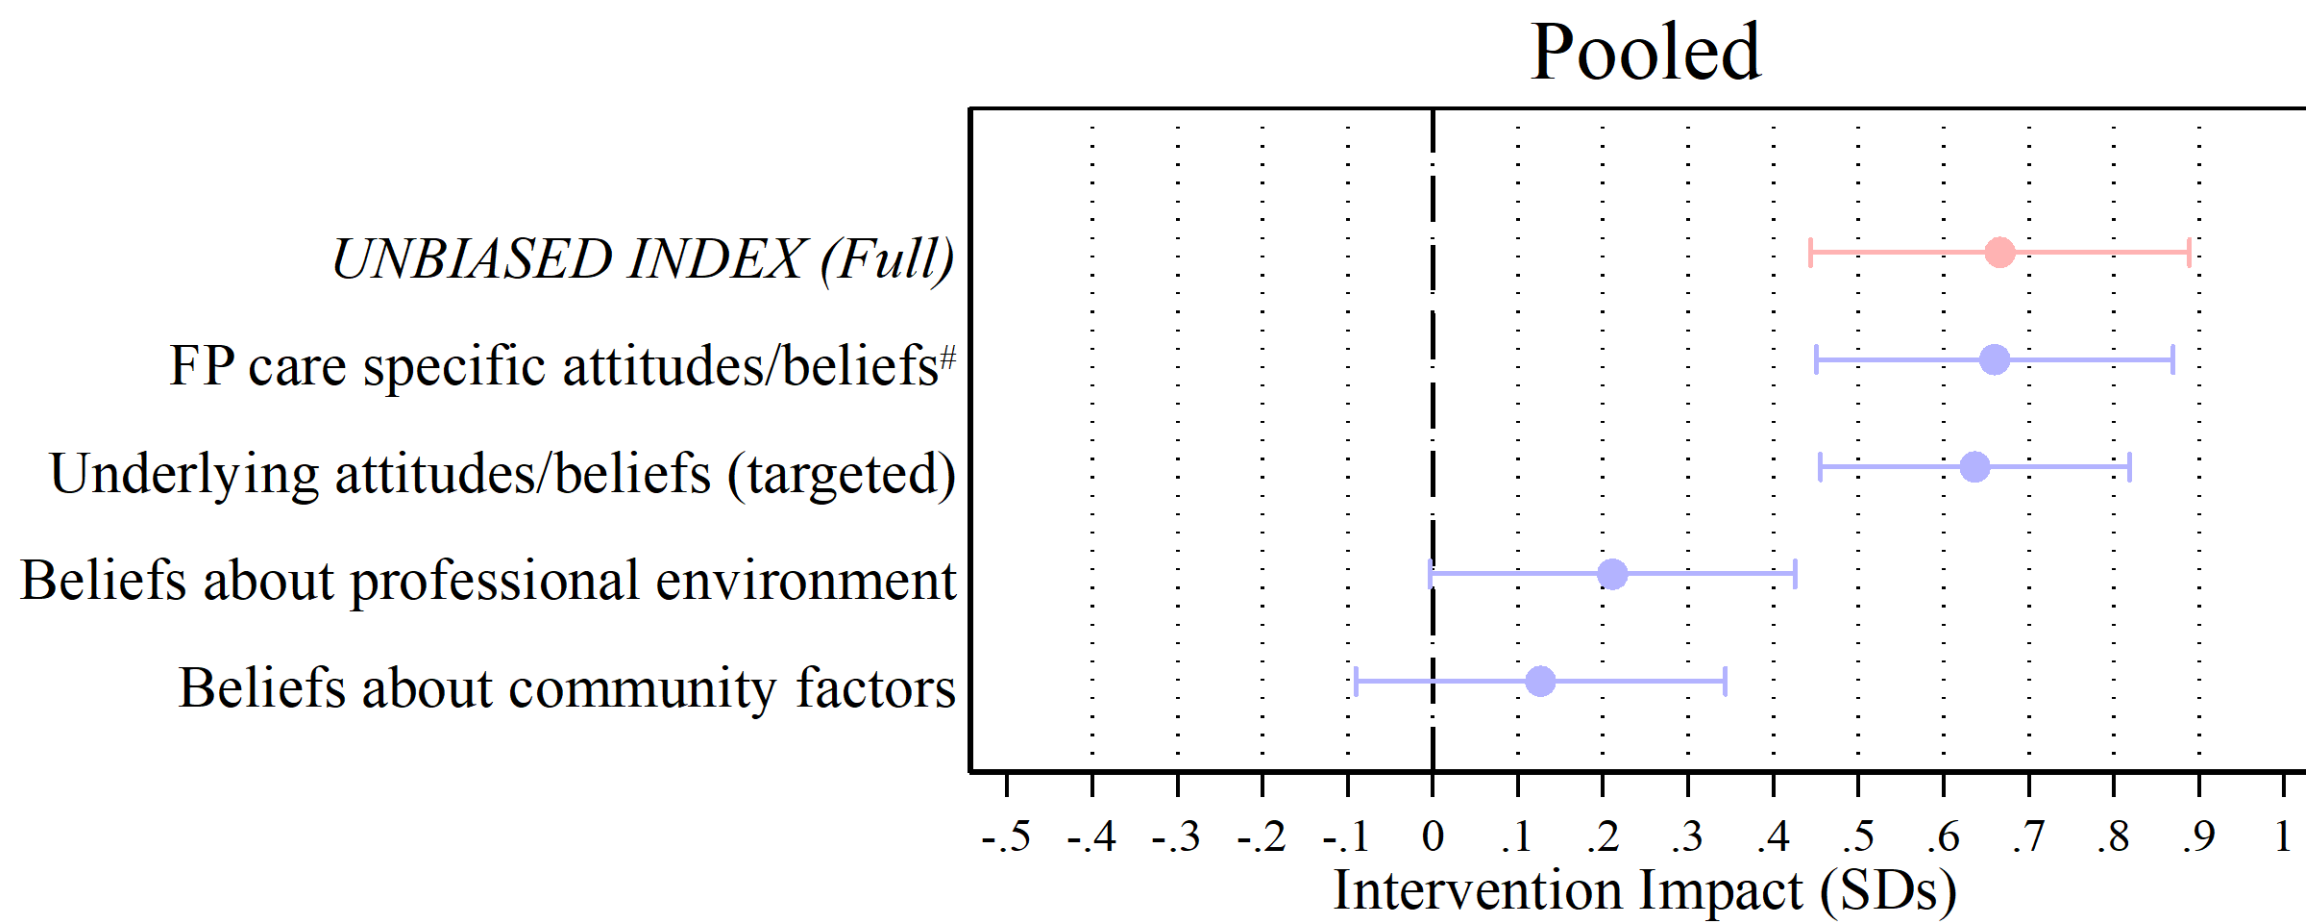 Pooled
UNBIASED INDEX (Full)
FP care specific attitudes/beliefs#
Underlying attitudes/beliefs (targeted)
Beliefs about professional environment
Beliefs about community factors
-.5 -.4 -.3 -.2 -.1 0 .1 .2 .3 .4 .5 .6 .7 .8 .9 1
Intervention Impact (SDs)